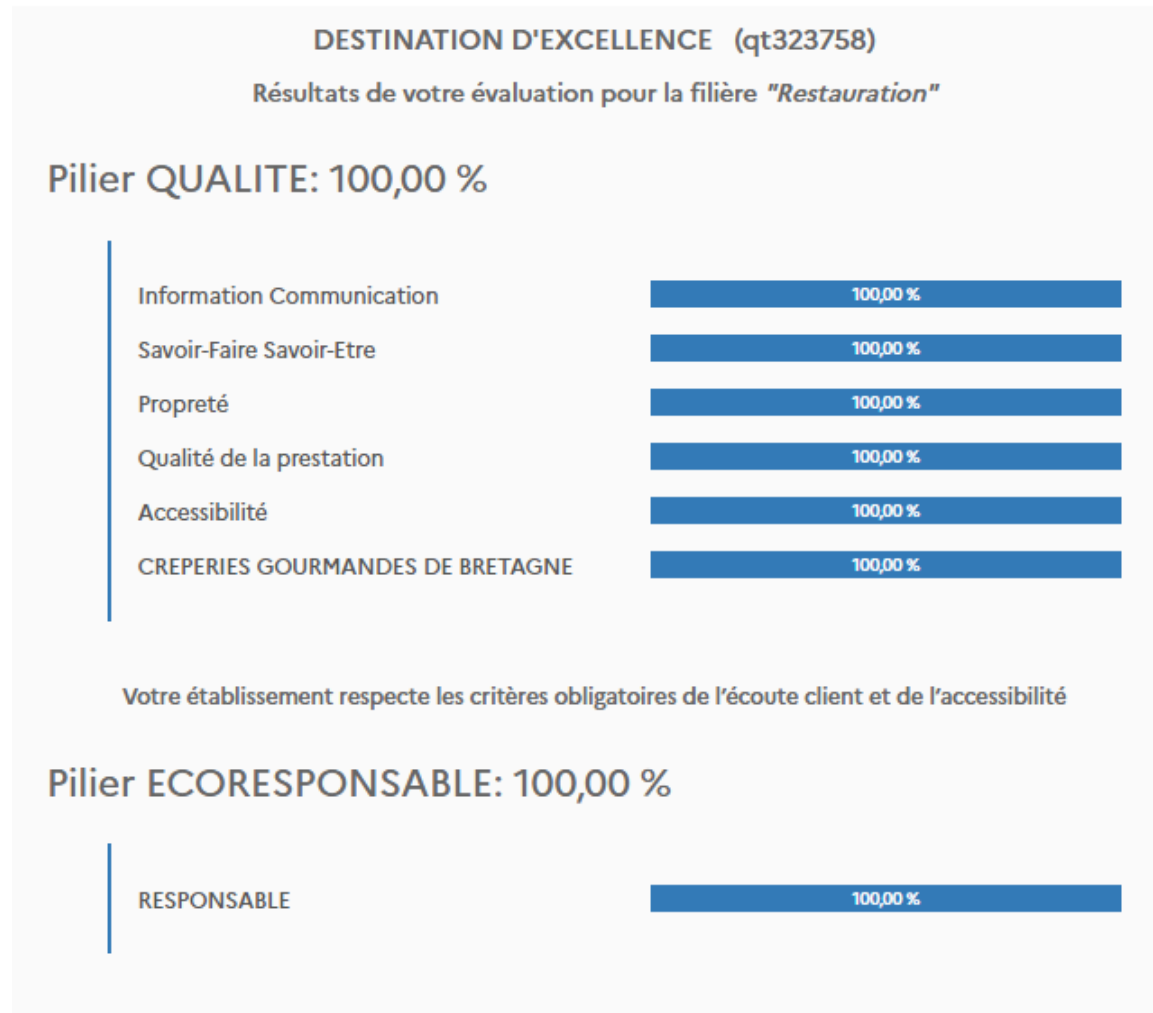 DESTINATION D'EXCELLENCE (qt323758)
Résultats de votre évaluation pour la filière "Restauration"
Pilier QUALITE: 100,00 %
Information Communication 100,00 %
Savoir-Faire Savoir-Etre 100,00 %
Propreté 100,00 %
Qualité de la prestation 100,00 %
Accessibilité 100,00 %
CREPERIES GOURMANDES DE BRETAGNE 100,00 %
Votre établissement respecte les critères obligatoires de l'écoute client et de l'accessibilité
Pilier ECORESPONSABLE: 100,00 %
RESPONSABLE 100,00 %